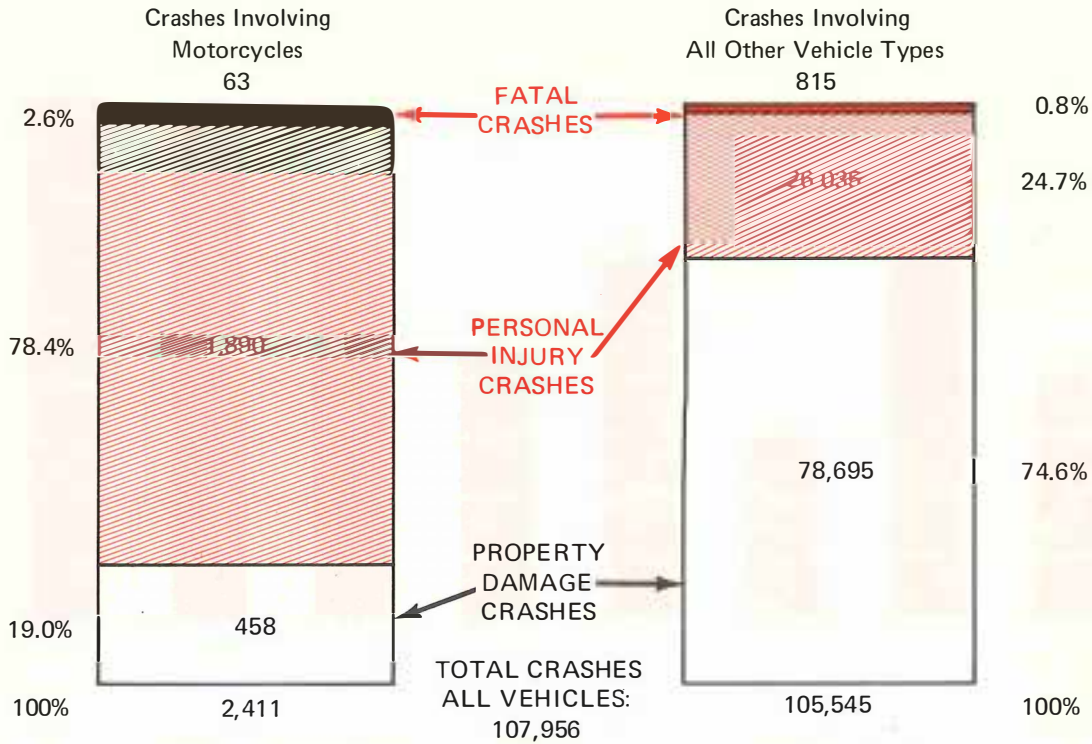 Crashes Involving
Motorcycles
63
Crashes Involving
All Other Vehicle Types
815
2.6%
FATAL
CRASHES
0.8%
26 035
24.7%
78.4%
1,890
PERSONAL
INJURY
CRASHES
78,695
74.6%
PROPERTY
DAMAGE
CRASHES
19.0%
458
TOTAL CRASHES
ALL VEHICLES:
107,956
100%
2,411
105,545
100%